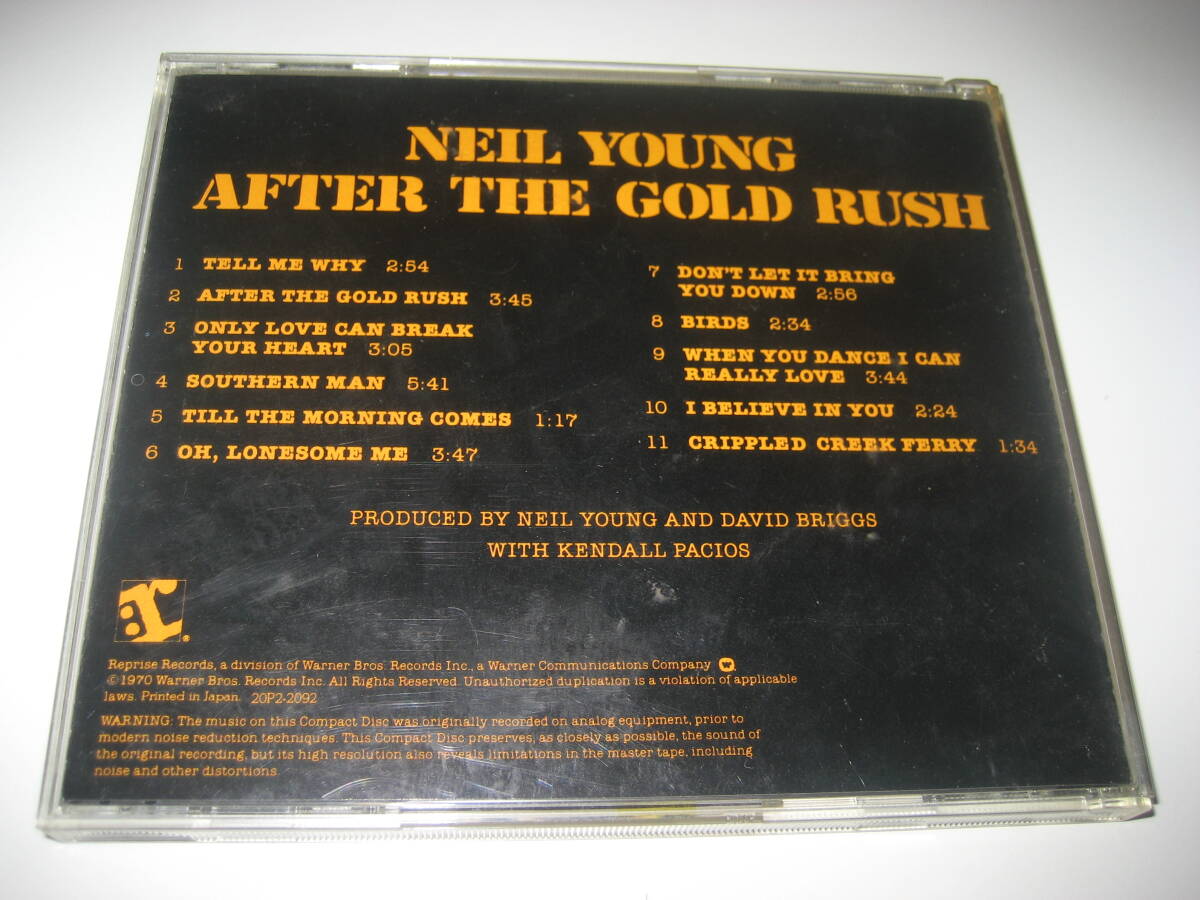 NEIL YOUNG
AFTER THE GOLD RUSH
1 TELL ME WHY 2:54
2 AFTER THE GOLD RUSH 3:45
3 ONLY LOVE CAN BREAK
YOUR HEART 3:05
4 SOUTHERN MAN 5:41
5 TILL THE MORNING COMES 1:17
6 OH, LONESOME ME 3:47
7 DON'T LET IT BRING
YOU DOWN 2:56
8 BIRDS 2:34
9 WHEN YOU DANCE I CAN
REALLY LOVE 3:44
10 I BELIEVE IN YOU 2:24
11 CRIPPLED CREEK FERRY 1:34
PRODUCED BY NEIL YOUNG AND DAVID BRIGGS
WITH KENDALL PACIOS
r ®
Reprise Records, a division of Warner Bros. Records Inc., a Warner Communications Company
© 1970 Warner Bros. Records Inc. All Rights Reserved. Unauthorized duplication is a violation of applicable
laws. Printed in Japan. 20P2-2092
WARNING: The music on this Compact Disc was originally recorded on analog equipment, prior to
modern noise reduction techniques. This Compact Disc preserves, as closely as possible, the sound of
the original recording, but its high resolution also reveals limitations in the master tape, including
noise and other distortions.